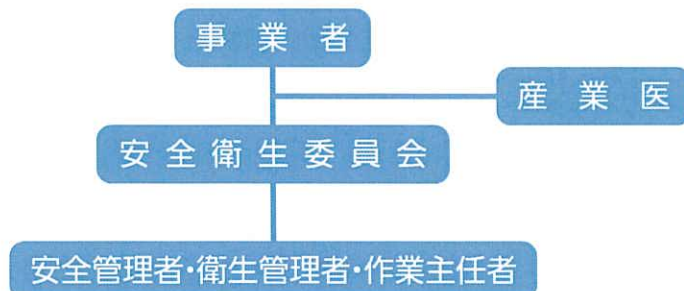 事業者
産業医
安全衛生委員会
安全管理者・衛生管理者・作業主任者